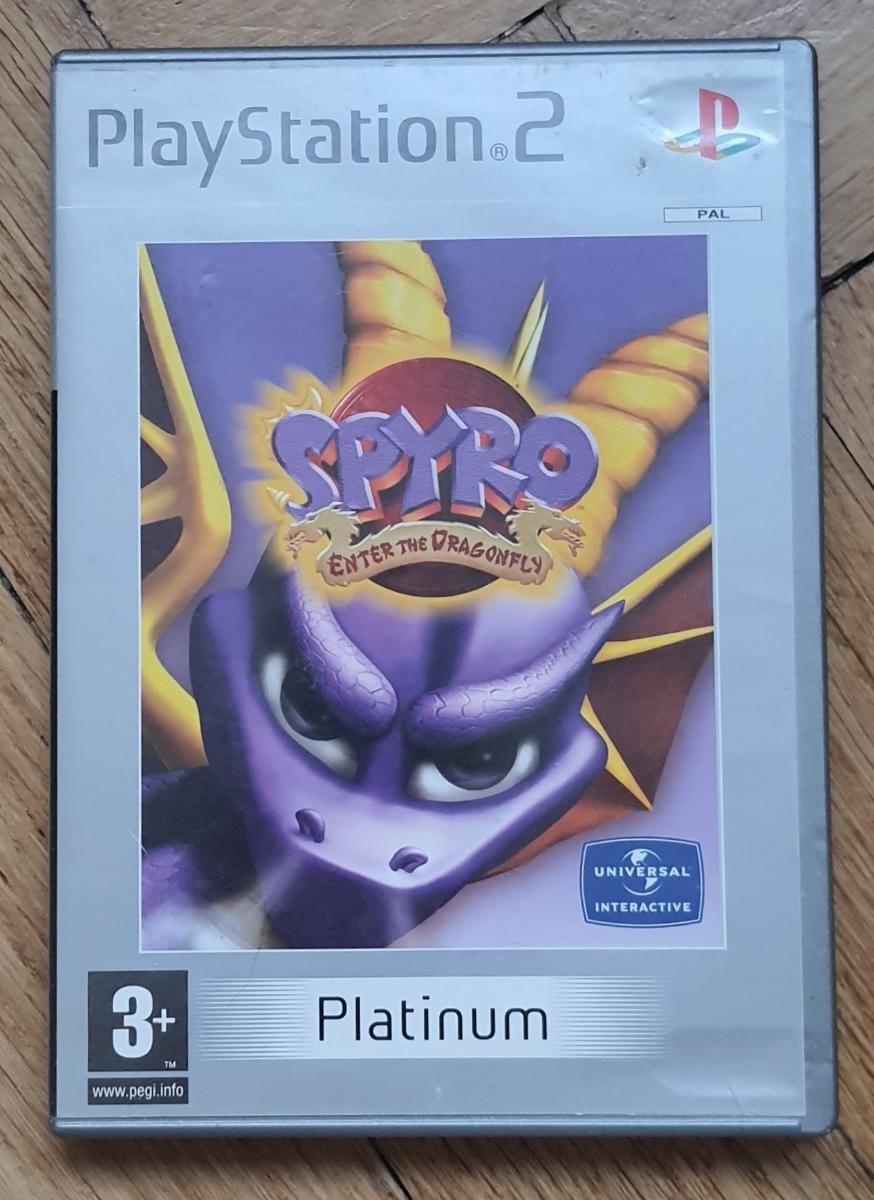 PlayStation®2
PAL
SPYRO
ENTER THE DRAGONFLY
UNIVERSAL
INTERACTIVE
3+
™
www.pegi.info
Platinum